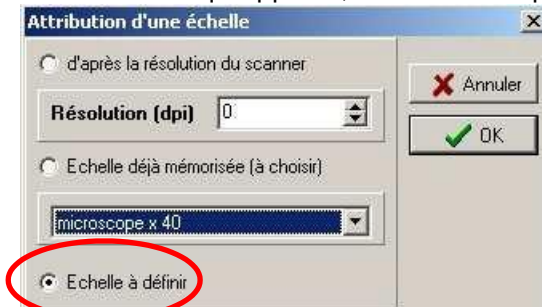 Attribution d'une échelle
d'après la résolution du scanner
Annuler
Résolution (dpi) 0
OK
Echelle déjà mémorisée (à choisir)
microscope x 40
Echelle à définir